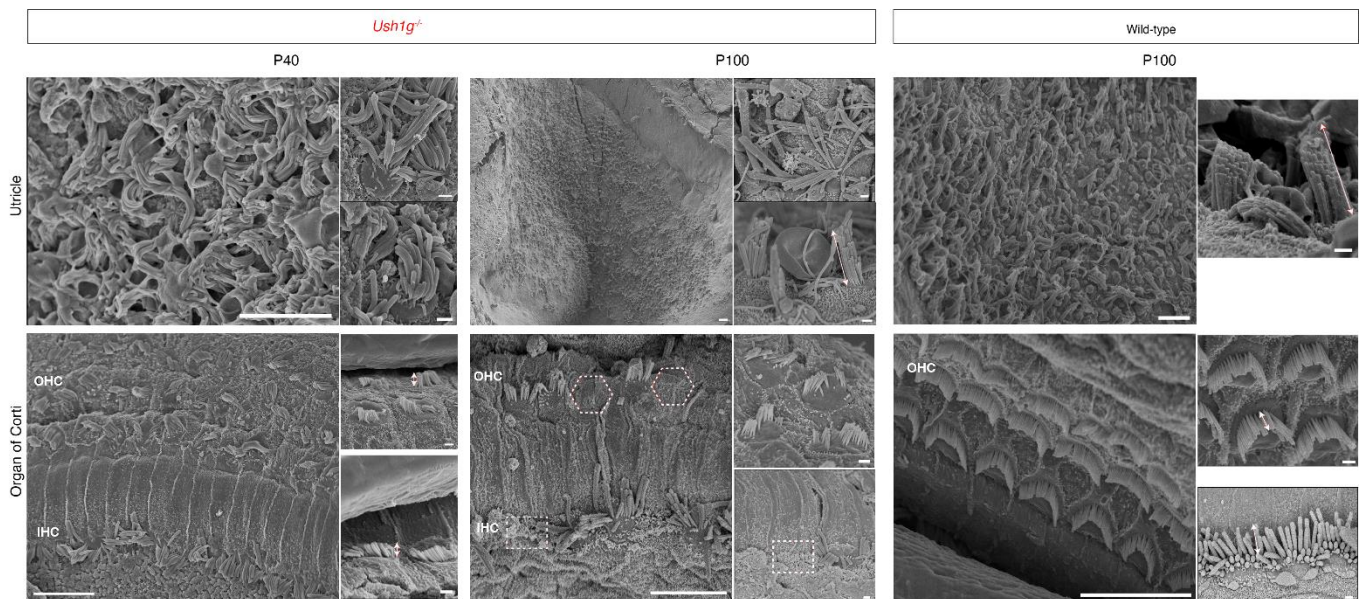 Ush1g-/-
Wild-type
P40
P100
P100
Utricle
Organ of Corti
OHC
IHC
OHC
IHC
OHC